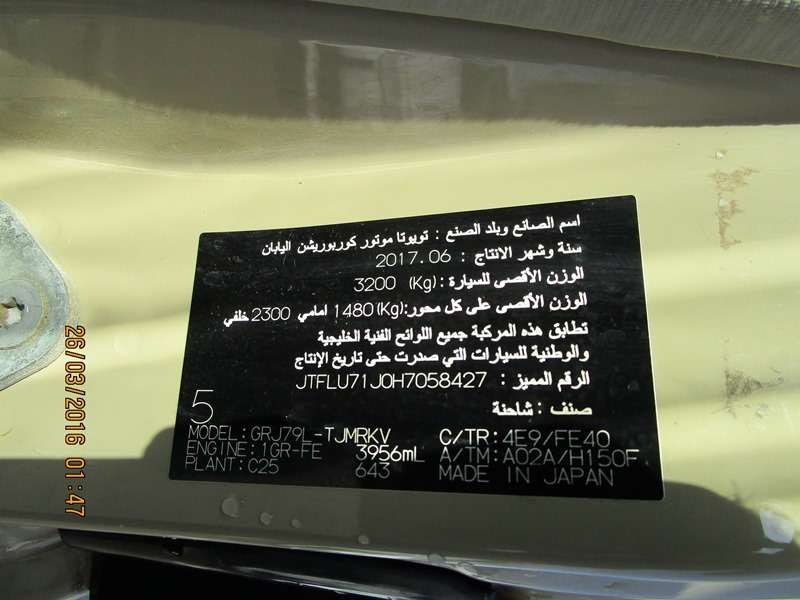 اسم الصانع وبلد الصنع : تويوتا موتور كوربوريشن اليابان
سنة وشهر الانتاج : 2017.06
الوزن الأقصى للسيارة : 3200 (Kg)
الوزن الأقصى على كل محور:(Kg)1480 امامي 2300 خلفي
تطابق هذه المركبة جميع اللوائح الفنية الخليجية
والوطنية للسيارات التي صدرت حتى تاريخ الإنتاج
الرقم المميز : JTFLU71J0H7058427
صنف : شاحنة
5
MODEL: GRJ79L-TJMRKV C/TR: 4E9/FE40
ENGINE: 1GR-FE 3956mL A/TM: A02A/H150F
PLANT: C25 643 MADE IN JAPAN
26/03/2016 01:47